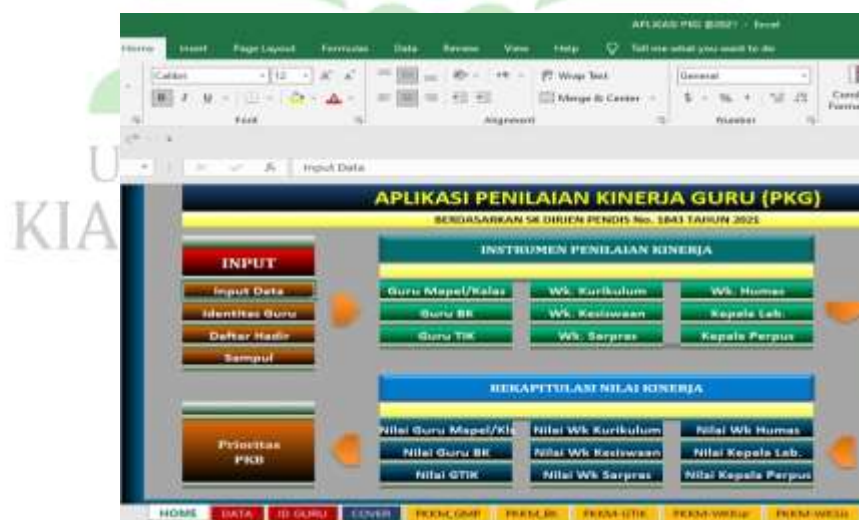 APLIKASI PKG @2021 - Excel
Home Insert Page Layout Formulas Data Review View Help Tell me what you want to do
Calibri 12 Wrap Text General
Merge & Center
Font Alignment Number
Input Data
U
KIA
APLIKASI PENILAIAN KINERJA GURU (PKG)
BERDASARKAN SK DIRJEN PENDIS No. 1843 TAHUN 2021
INPUT
Input Data
Identitas Guru
Daftar Hadir
Sampul
INSTRUMEN PENILAIAN KINERJA
Guru Mapel/Kelas Wk. Kurikulum Wk. Humas
Guru BK Wk. Kesiswaan Kepala Lab.
Guru TIK Wk. Sarpras Kepala Perpus
REKAPITULASI NILAI KINERJA
Nilai Guru Mapel/Kls Nilai Wk Kurikulum Nilai Wk Humas
Nilai Guru BK Nilai Wk Kesiswaan Nilai Kepala Lab.
Nilai GTIK Nilai Wk Sarpras Nilai Kepala Perpus
Prioritas
PKB
HOME DATA ID GURU COVER PKKM_GMP PKKM_BK PKKM-GTIK